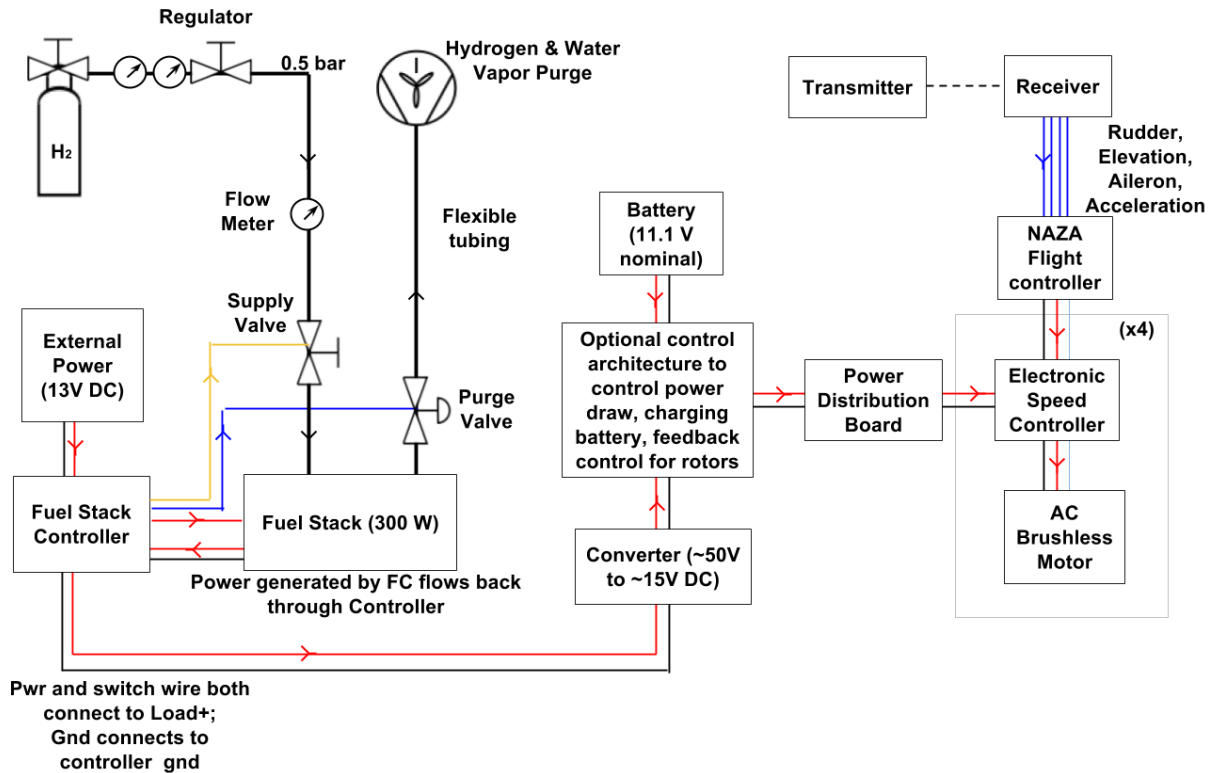 Regulator
0.5 bar
Hydrogen & Water
Vapor Purge
H2
Flow
Meter
Flexible
tubing
Supply
Valve
Purge
Valve
External
Power
(13V DC)
Fuel Stack
Controller
Fuel Stack (300 W)
Power generated by FC flows back
through Controller
Pwr and switch wire both
connect to Load+;
Gnd connects to
controller gnd
Battery
(11.1 V
nominal)
Optional control
architecture to
control power
draw, charging
battery, feedback
control for rotors
Converter (~50V
to ~15V DC)
Power
Distribution
Board
Transmitter
Receiver
Rudder,
Elevation,
Aileron,
Acceleration
NAZA
Flight
controller
(x4)
Electronic
Speed
Controller
AC
Brushless
Motor